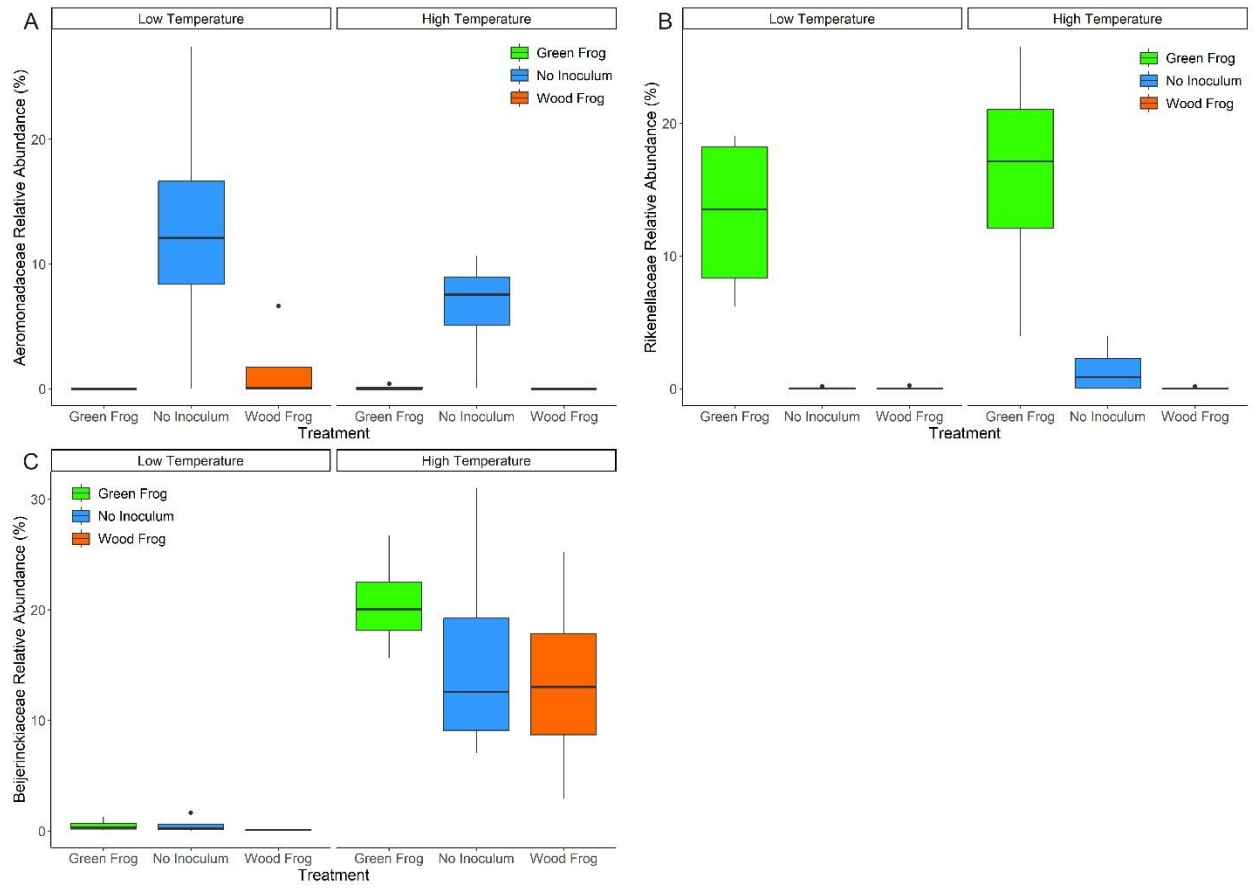 A
Low Temperature
High Temperature
Green Frog
No Inoculum
Wood Frog
Aeromonadaceae Relative Abundance (%)
20
10
0
Green Frog
No Inoculum
Wood Frog
Green Frog
No Inoculum
Wood Frog
Treatment
B
Low Temperature
High Temperature
Green Frog
No Inoculum
Wood Frog
Rikenellaceae Relative Abundance (%)
20
10
0
Green Frog
No Inoculum
Wood Frog
Green Frog
No Inoculum
Wood Frog
Treatment
C
Low Temperature
High Temperature
Green Frog
No Inoculum
Wood Frog
Beijerinckiaceae Relative Abundance (%)
30
20
10
0
Green Frog
No Inoculum
Wood Frog
Green Frog
No Inoculum
Wood Frog
Treatment